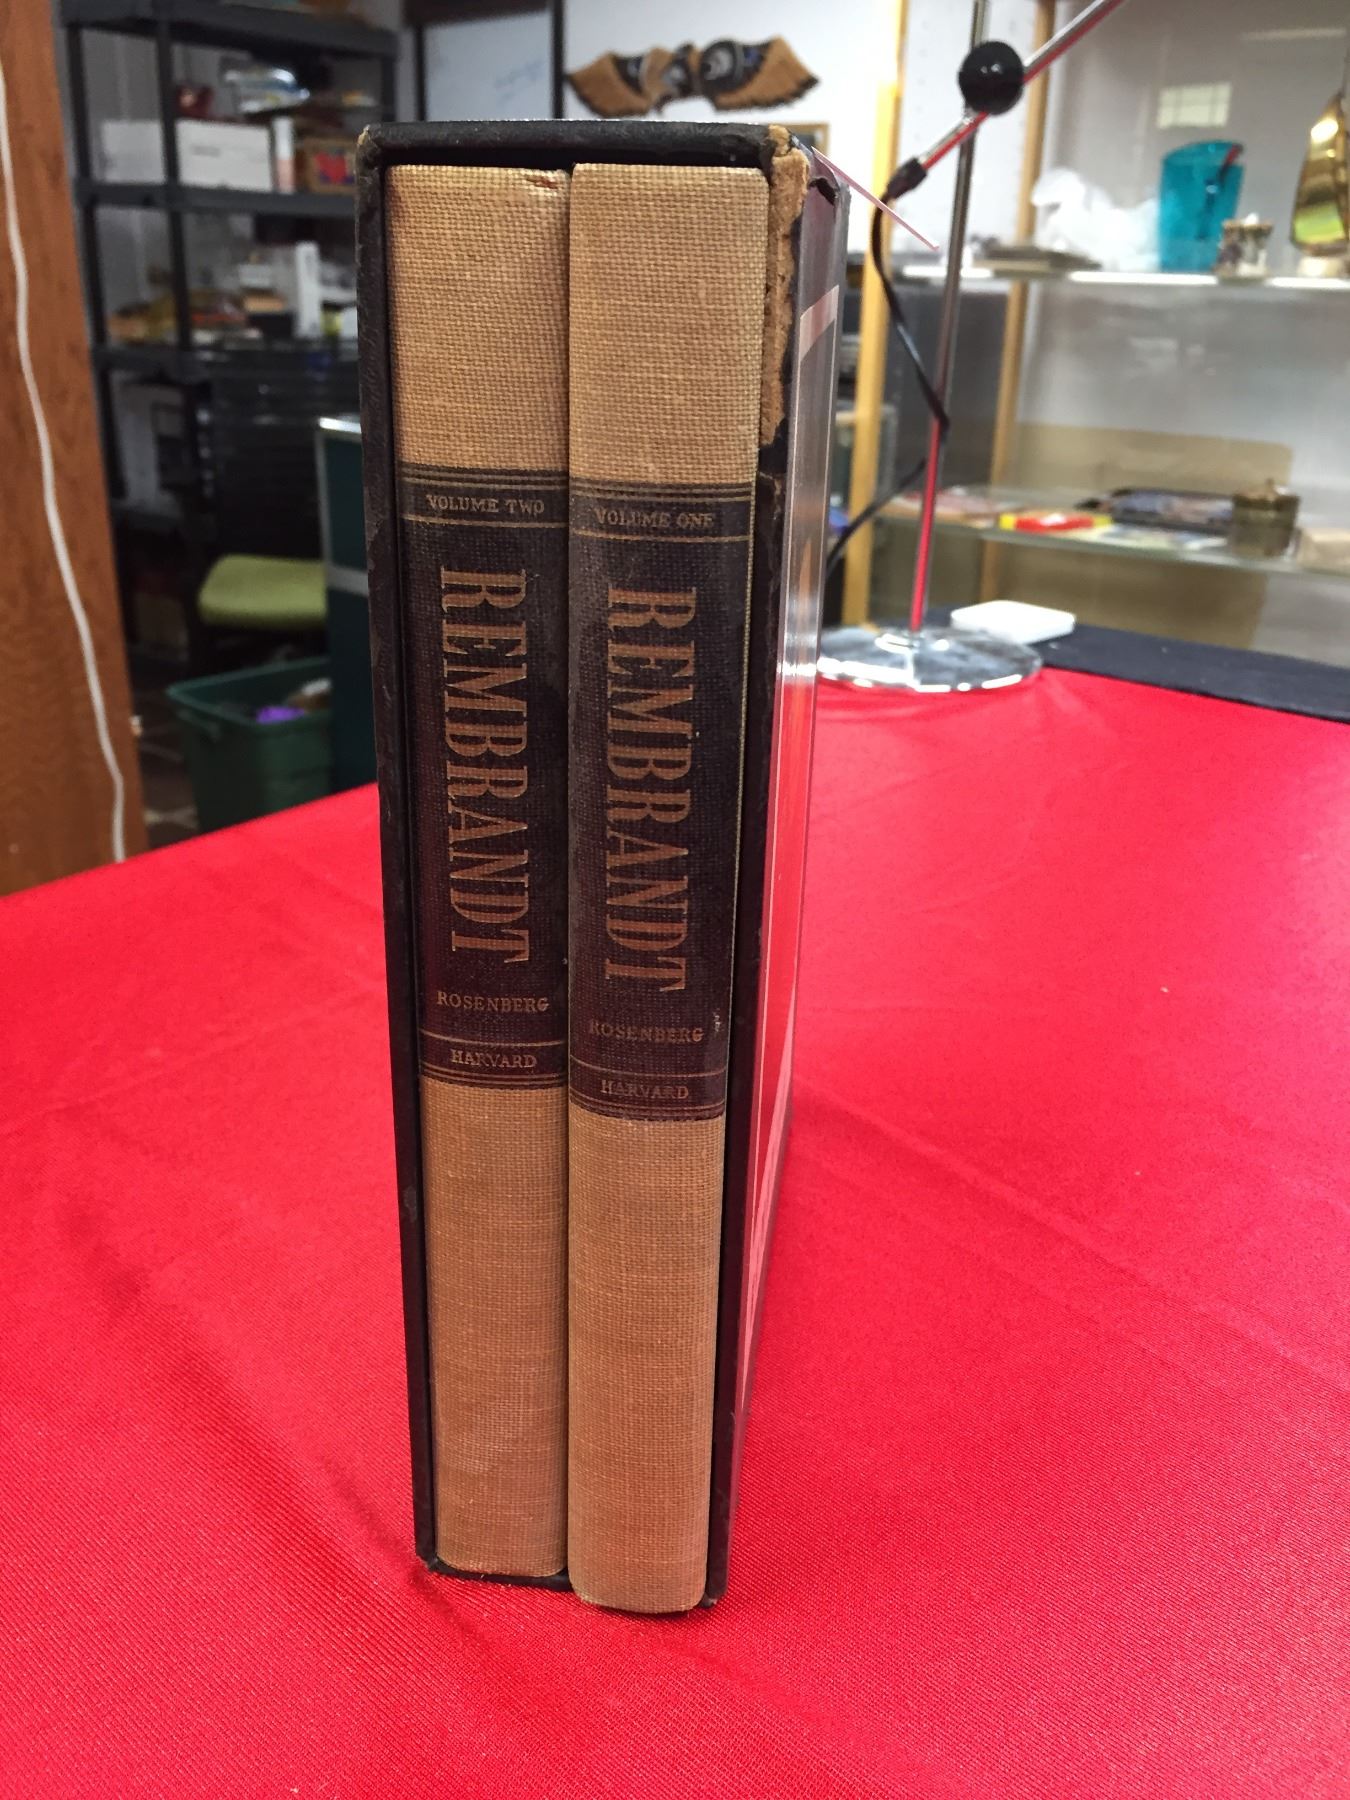 VOLUME TWO
REMBRANDT
ROSENBERG
HARVARD
VOLUME ONE
REMBRANDT
ROSENBERG
HARVARD